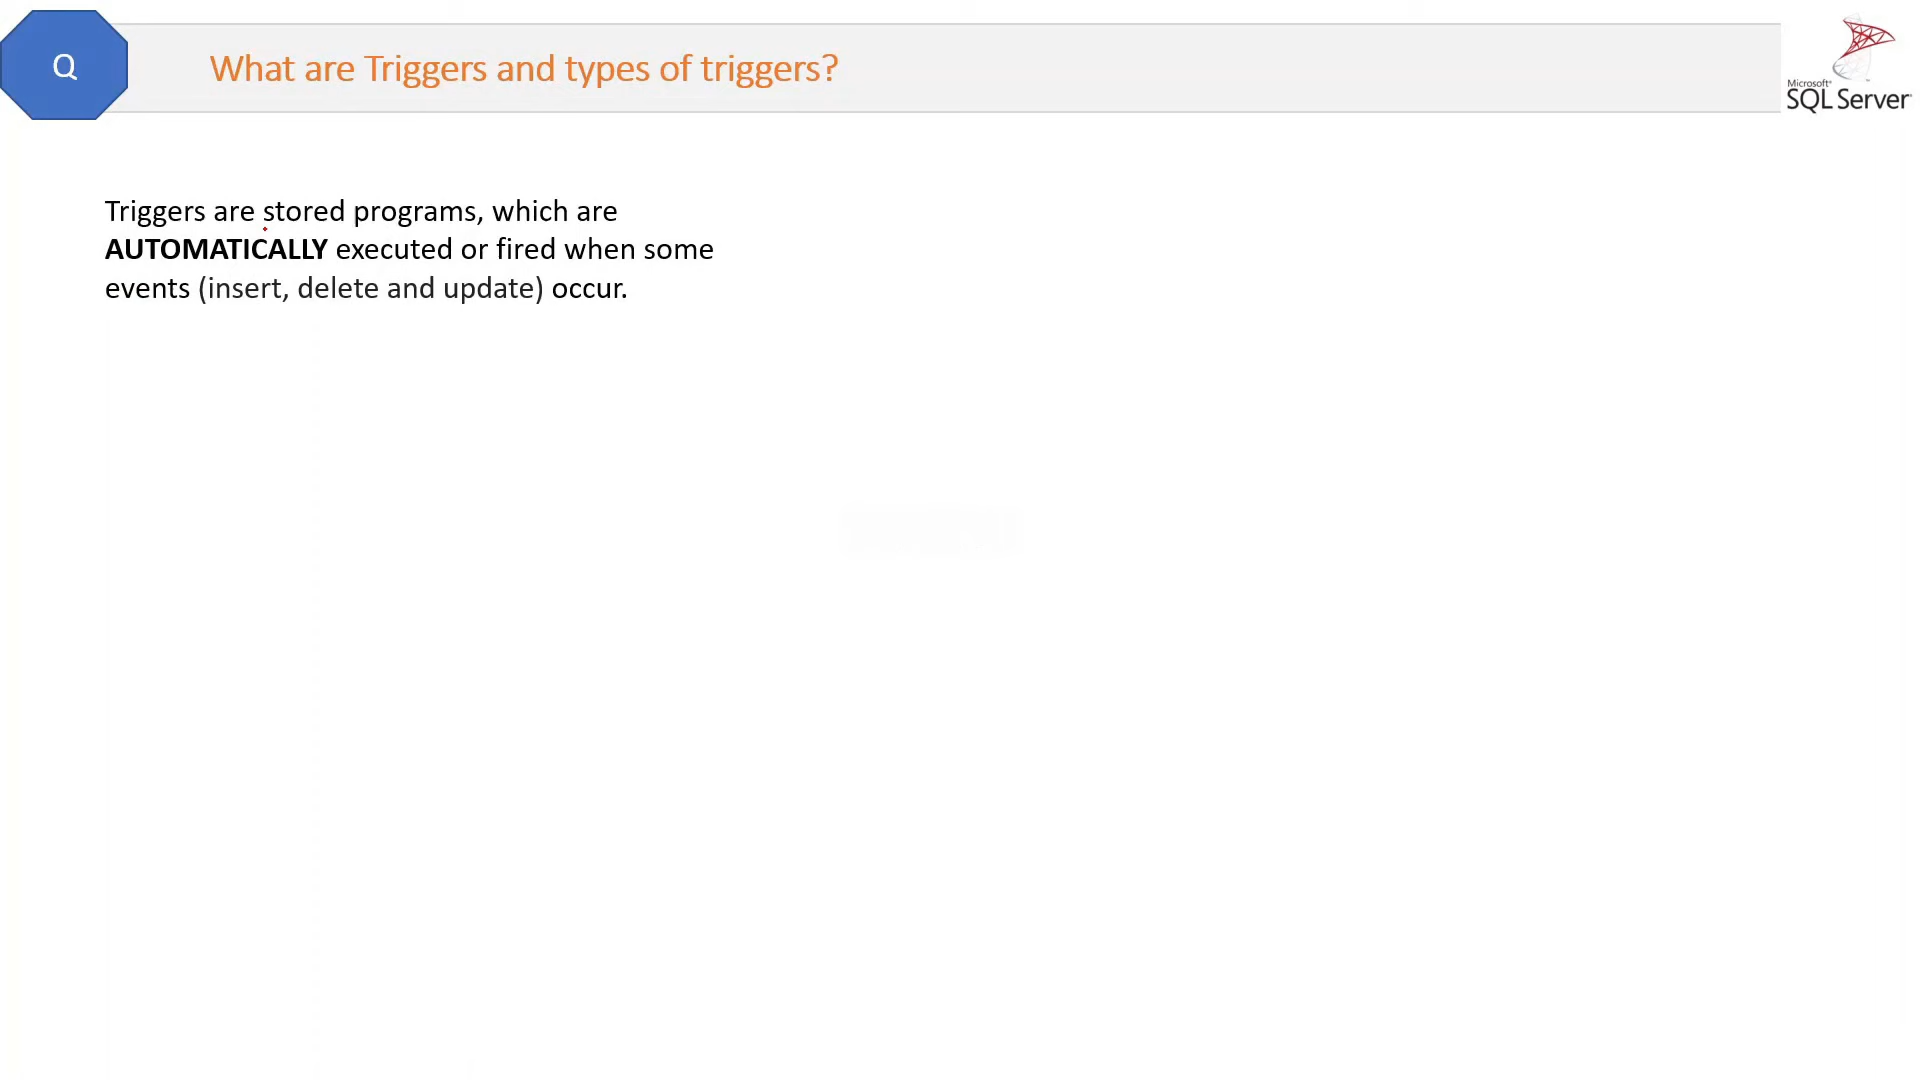 Q
What are Triggers and types of triggers?
Microsoft®
SQL Server
Triggers are stored programs, which are
AUTOMATICALLY executed or fired when some
events (insert, delete and update) occur.